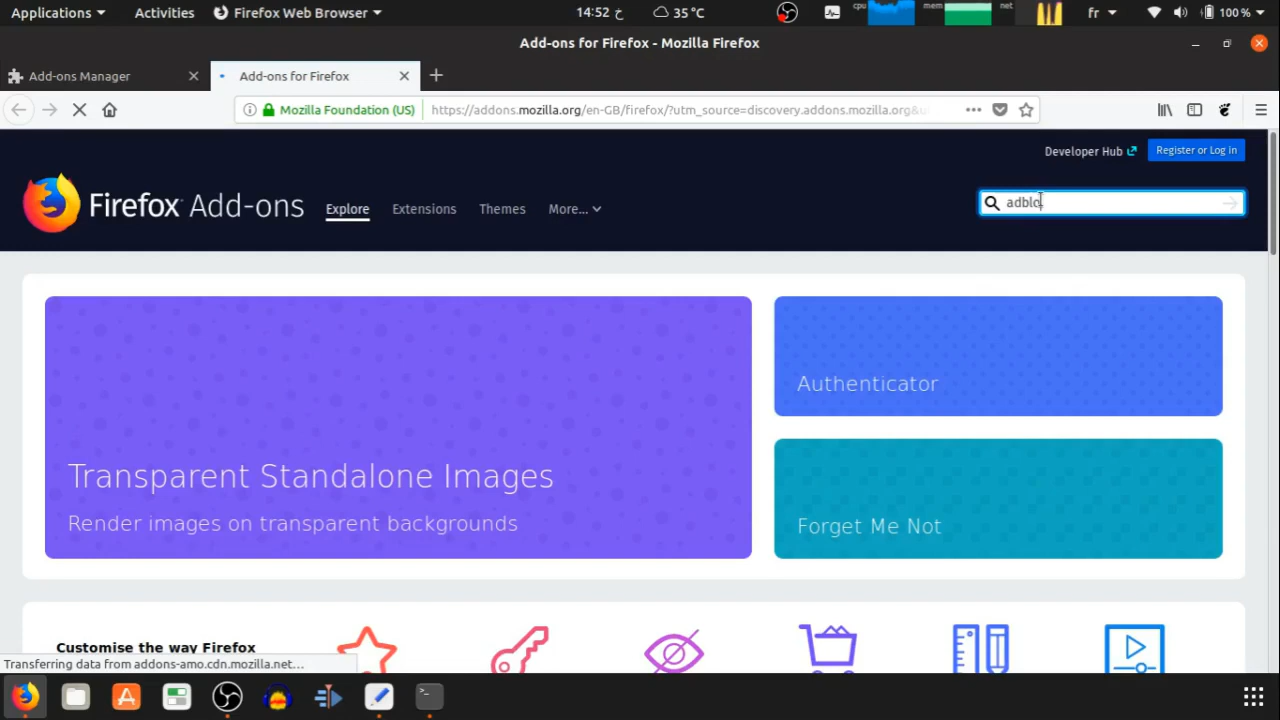 Applications Activities Firefox Web Browser 14:52 خ 35 °C cpu mem net fr 100 %
Add-ons for Firefox - Mozilla Firefox
Add-ons Manager Add-ons for Firefox
Mozilla Foundation (US) https://addons.mozilla.org/en-GB/firefox/?utm_source=discovery.addons.mozilla.org&u
Developer Hub Register or Log in
Firefox Add-ons Explore Extensions Themes More... adblo
Authenticator
Transparent Standalone Images
Render images on transparent backgrounds
Forget Me Not
Customise the way Firefox
Transferring data from addons-amo.cdn.mozilla.net...